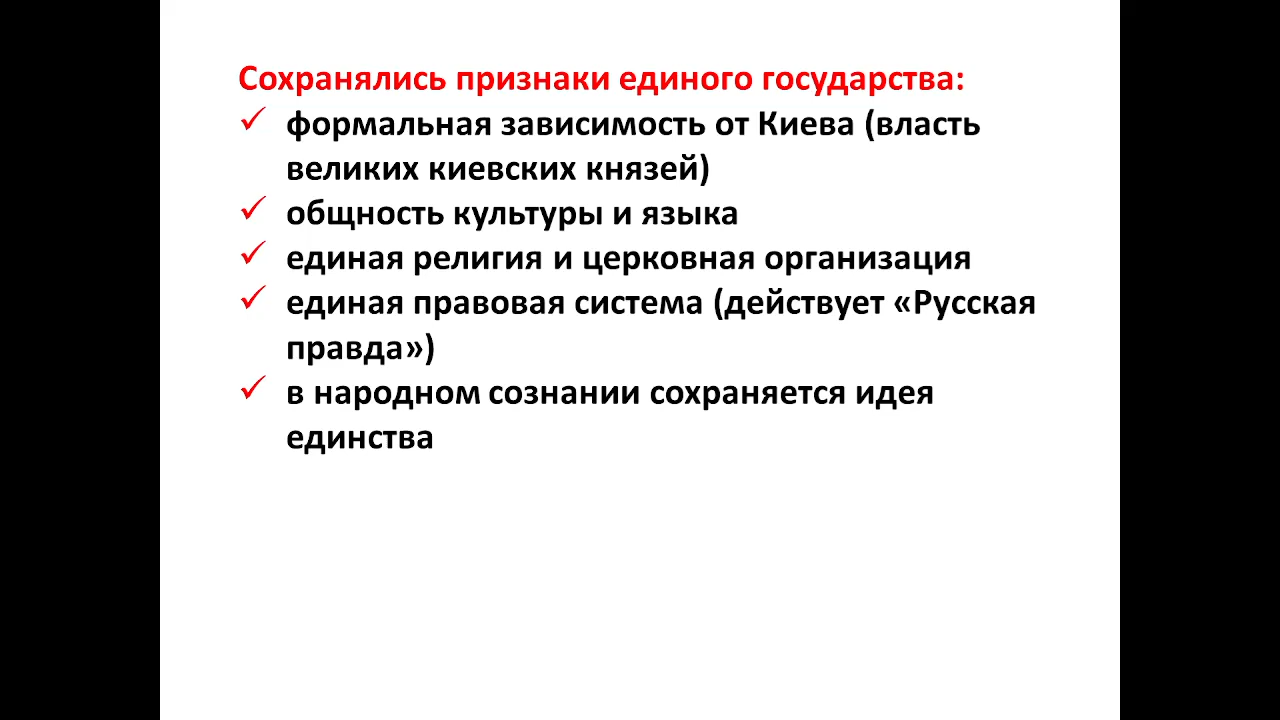 Сохранялись признаки единого государства:
формальная зависимость от Киева (власть
великих киевских князей)
общность культуры и языка
единая религия и церковная организация
единая правовая система (действует «Русская
правда»)
в народном сознании сохраняется идея
единства